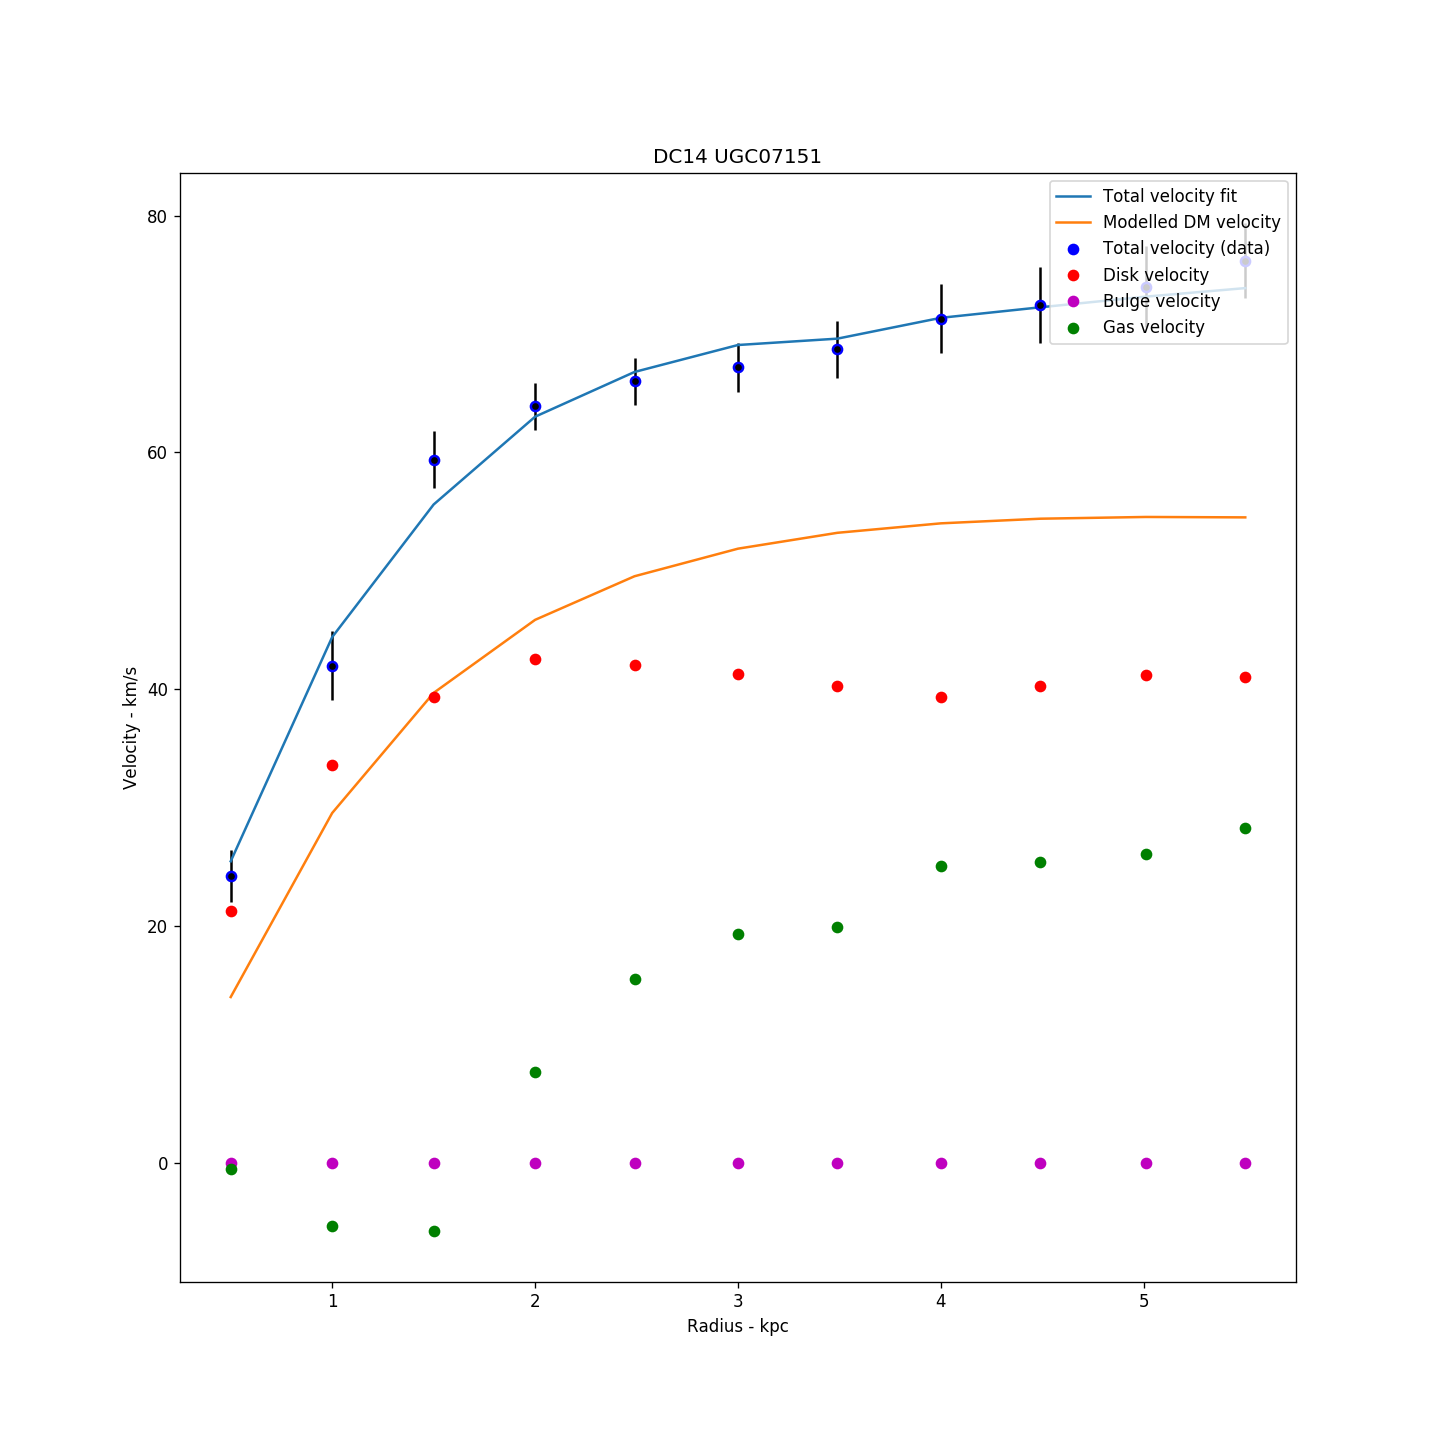 DC14 UGC07151
Total velocity fit
Modelled DM velocity
Total velocity (data)
Disk velocity
Bulge velocity
Gas velocity
80
60
40
20
0
Velocity - km/s
1 2 3 4 5
Radius - kpc